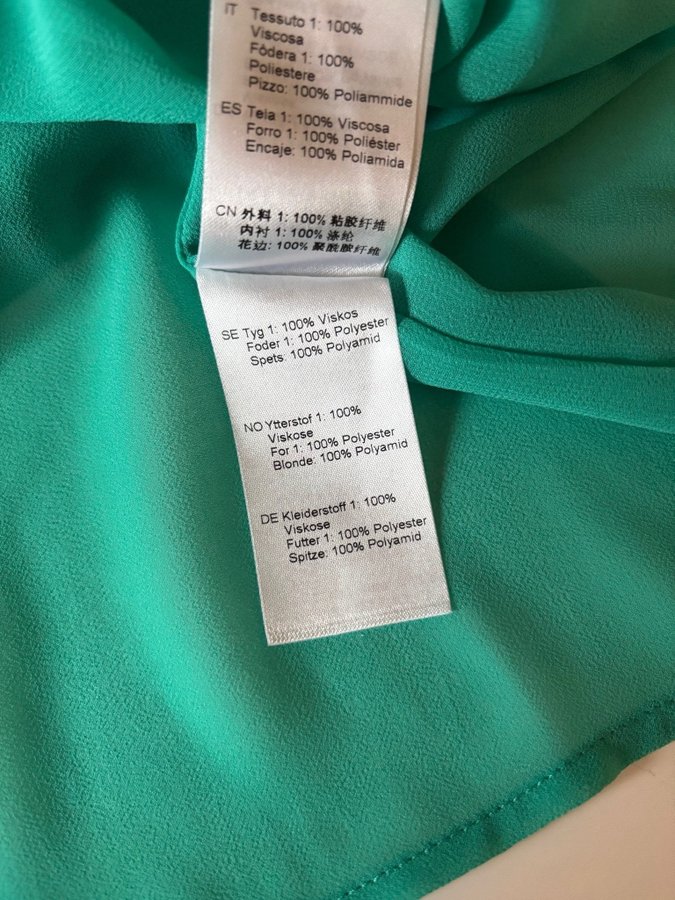 IT Tessuto 1: 100%
Viscosa
Fôdera 1: 100%
Poliestere
Pizzo: 100% Poliammide
ES Tela 1: 100% Viscosa
Forro 1: 100% Poliéster
Encaje: 100% Poliamida
CN 外料 1: 100% 粘胶纤维
内衬 1: 100% 涤纶
花边: 100% 聚酰胺纤维
SE Tyg 1: 100% Viskos
Foder 1: 100% Polyester
Spets: 100% Polyamid
NO Ytterstof 1: 100%
Viskose
For 1: 100% Polyester
Blonde: 100% Polyamid
DE Kleiderstoff 1: 100%
Viskose
Futter 1: 100% Polyester
Spitze: 100% Polyamid